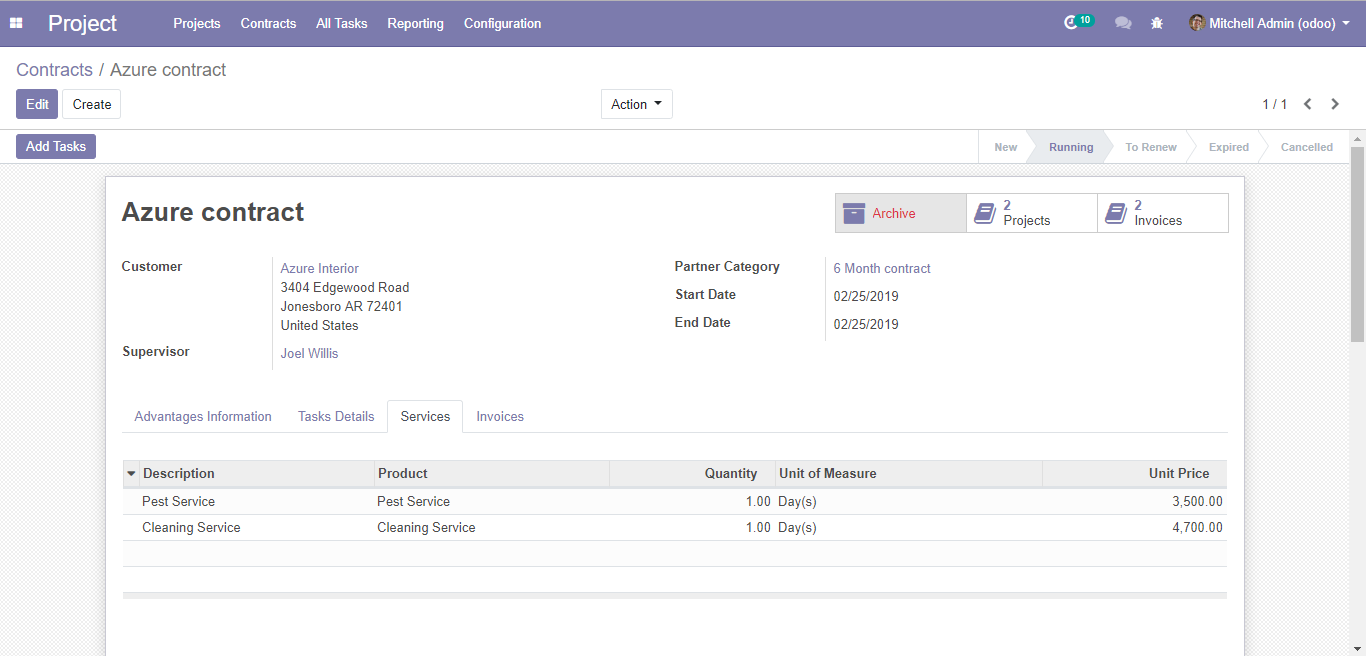 Project Projects Contracts All Tasks Reporting Configuration 10 Mitchell Admin (odoo)
Contracts / Azure contract
Edit Create Action 1 / 1
Add Tasks New Running To Renew Expired Cancelled
Azure contract
Archive
2
Projects
2
Invoices
Customer
Azure Interior
3404 Edgewood Road
Jonesboro AR 72401
United States
Supervisor
Joel Willis
Partner Category 6 Month contract
Start Date 02/25/2019
End Date 02/25/2019
Advantages Information Tasks Details Services Invoices
Description Product Quantity Unit of Measure Unit Price
Pest Service Pest Service 1.00 Day(s) 3,500.00
Cleaning Service Cleaning Service 1.00 Day(s) 4,700.00